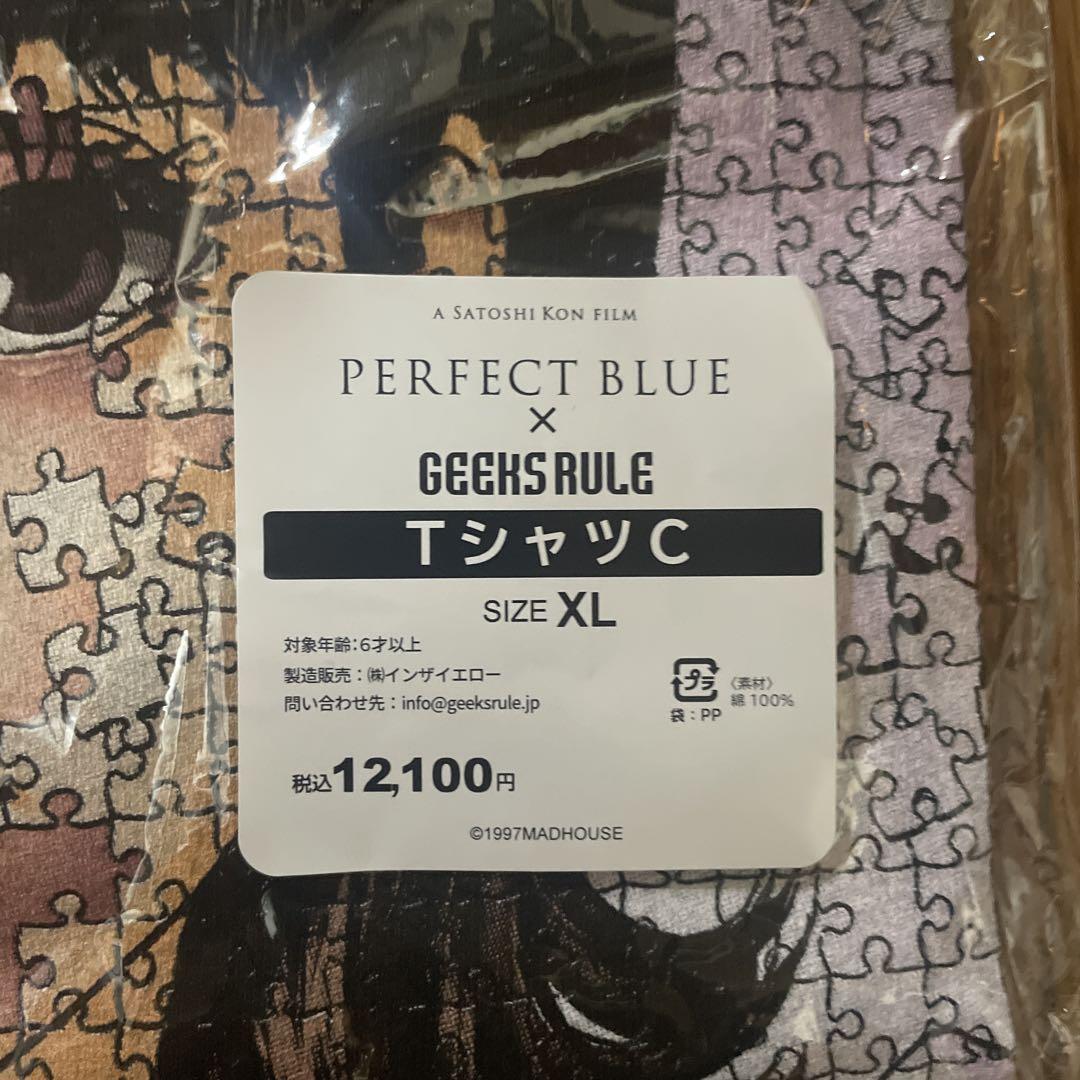 A SATOSHI KON FILM
PERFECT BLUE
×
GEEKS RULE
TシャツC
SIZE XL
対象年齢:6才以上
製造販売:㈱インザイエロー
問い合わせ先:info@geeksrule.jp
プラ
袋:PP
〈素材〉
綿100%
税込12,100円
©1997MADHOUSE